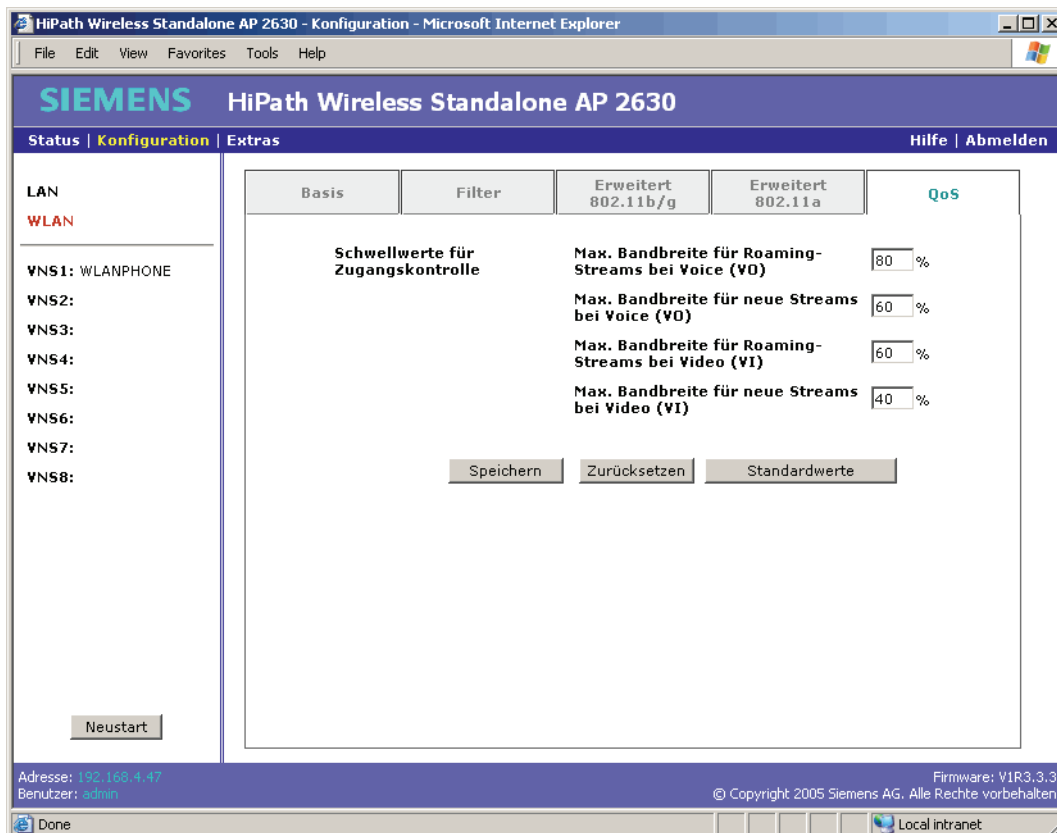 HiPath Wireless Standalone AP 2630 - Konfiguration - Microsoft Internet Explorer
File Edit View Favorites Tools Help
SIEMENS HiPath Wireless Standalone AP 2630
Status | Konfiguration | Extras
Hilfe | Abmelden
LAN
WLAN
VNS1: WLANPHONE
VNS2:
VNS3:
VNS4:
VNS5:
VNS6:
VNS7:
VNS8:
Neustart
Basis
Filter
Erweitert
802.11b/g
Erweitert
802.11a
QoS
Schwellwerte für
Zugangskontrolle
Max. Bandbreite für Roaming-
Streams bei Voice (VO)
80 %
Max. Bandbreite für neue Streams
bei Voice (VO)
60 %
Max. Bandbreite für Roaming-
Streams bei Video (VI)
60 %
Max. Bandbreite für neue Streams
bei Video (VI)
40 %
Speichern Zurücksetzen Standardwerte
Adresse: 192.168.4.47
Benutzer: admin
Firmware: V1R3.3.3
© Copyright 2005 Siemens AG. Alle Rechte vorbehalten
Done
Local intranet